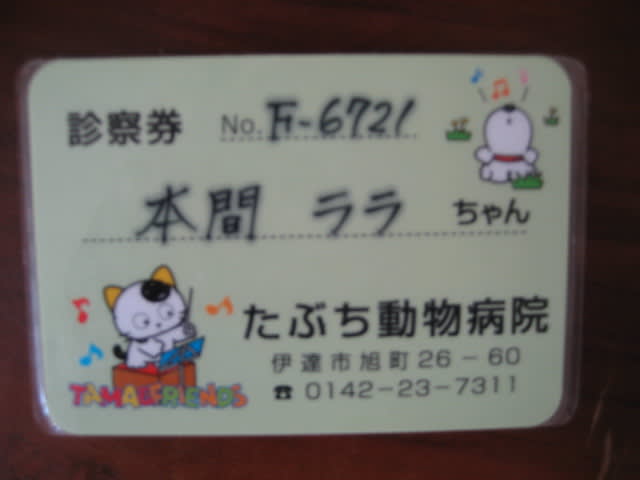 診察券 No. F-6721
本間 ララ ちゃん
たぶち動物病院
伊達市旭町26-60
☎ 0142-23-7311
TAMA&FRIENDS